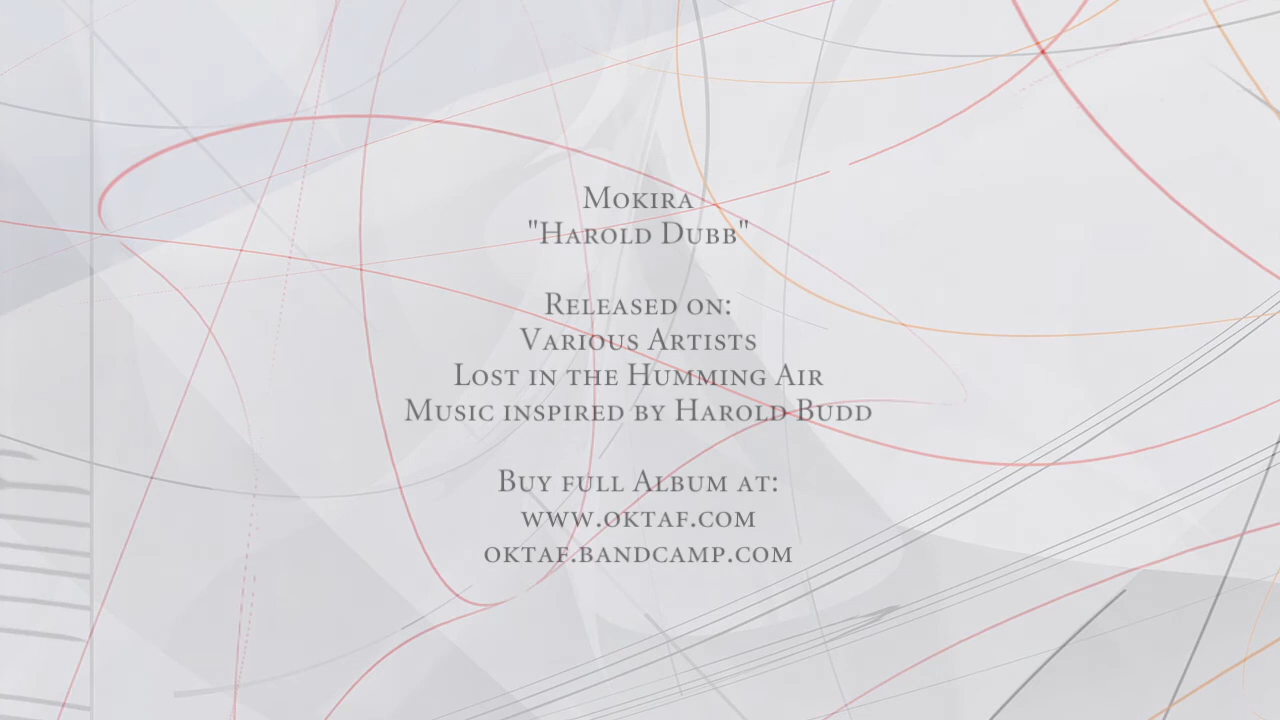 Mokira
"Harold Dubb"
Released on:
Various Artists
Lost in the Humming Air
Music inspired by Harold Budd
Buy full Album at:
www.oktaf.com
oktaf.bandcamp.com